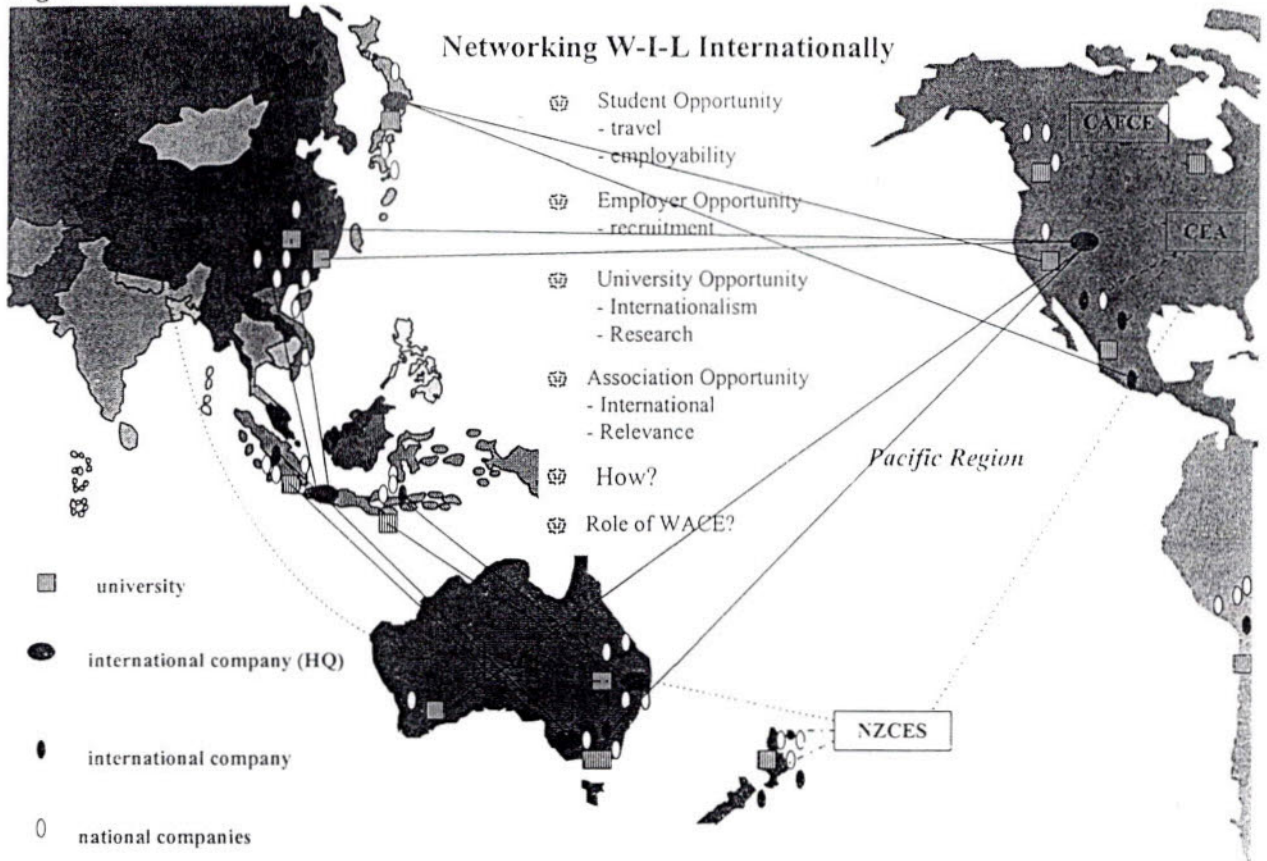 Networking W-I-L Internationally
Student Opportunity
- travel
- employability
Employer Opportunity
- recruitment
University Opportunity
- Internationalism
- Research
Association Opportunity
- International
- Relevance
How?
Role of WACE?
CAFCE
CEA
Pacific Region
NZCES
university
international company (HQ)
international company
national companies